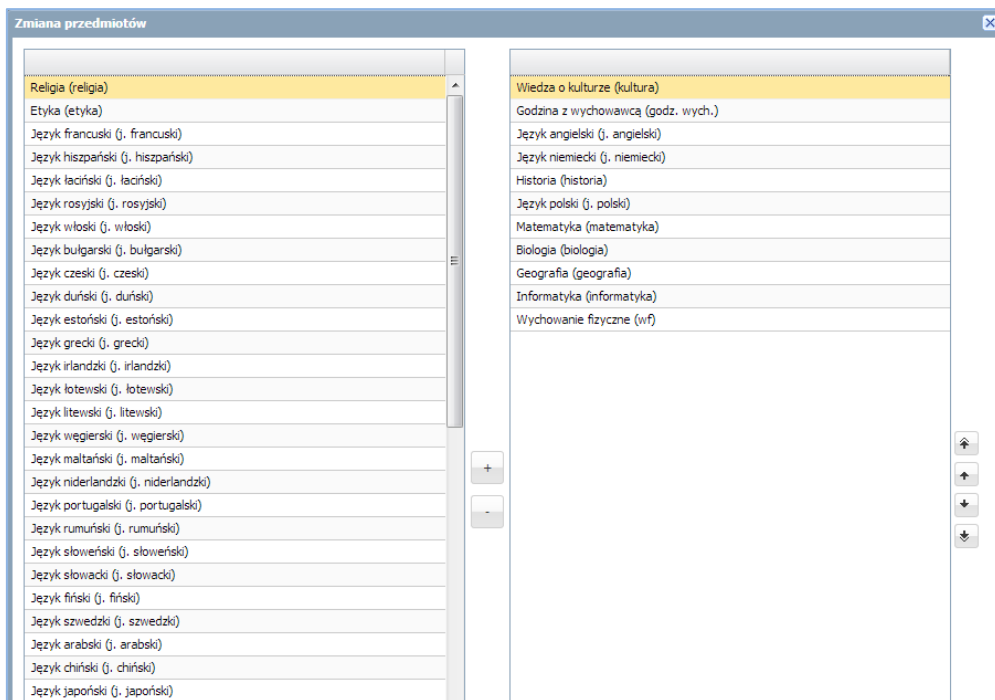 Zmiana przedmiotów
Religia (religia)
Etyka (etyka)
Język francuski (j. francuski)
Język hiszpański (j. hiszpański)
Język łaciński (j. łaciński)
Język rosyjski (j. rosyjski)
Język włoski (j. włoski)
Język bułgarski (j. bułgarski)
Język czeski (j. czeski)
Język duński (j. duński)
Język estoński (j. estoński)
Język grecki (j. grecki)
Język irlandzki (j. irlandzki)
Język łotewski (j. łotewski)
Język litewski (j. litewski)
Język węgierski (j. węgierski)
Język maltański (j. maltański)
Język niderlandzki (j. niderlandzki)
Język portugalski (j. portugalski)
Język rumuński (j. rumuński)
Język słoweński (j. słoweński)
Język słowacki (j. słowacki)
Język fiński (j. fiński)
Język szwedzki (j. szwedzki)
Język arabski (j. arabski)
Język chiński (j. chiński)
Język japoński (j. japoński)
+
-
Wiedza o kulturze (kultura)
Godzina z wychowawcą (godz. wych.)
Język angielski (j. angielski)
Język niemiecki (j. niemiecki)
Historia (historia)
Język polski (j. polski)
Matematyka (matematyka)
Biologia (biologia)
Geografia (geografia)
Informatyka (informatyka)
Wychowanie fizyczne (wf)